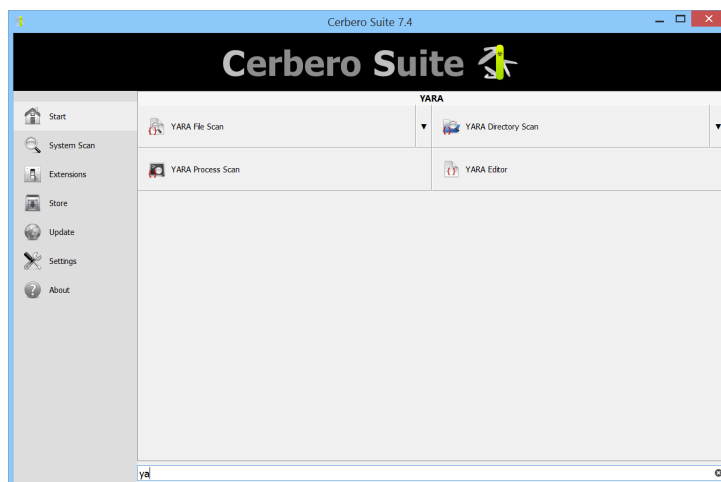 Cerbero Suite 7.4
Cerbero Suite
YARA
Start
YARA File Scan
YARA Directory Scan
System Scan
Extensions
YARA Process Scan
YARA Editor
Store
Update
Settings
About
ya